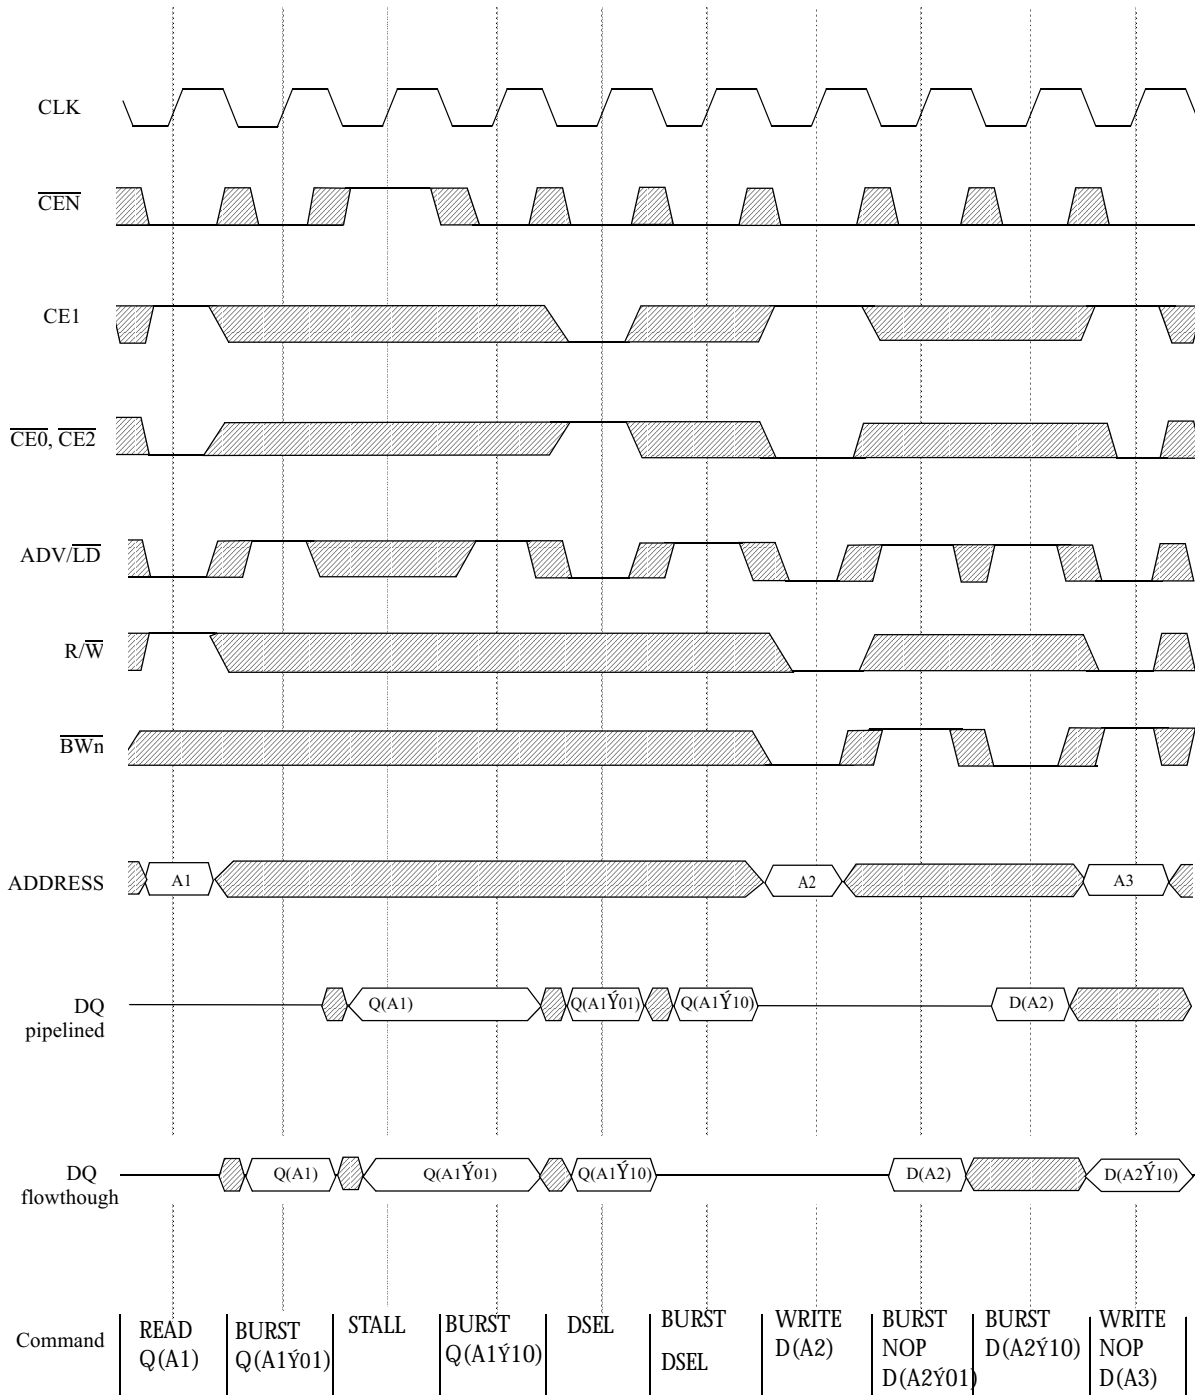 CLK
CEN
CE1
CE0, CE2
ADV/LD
R/W
BWn
ADDRESS
A1
A2
A3
DQ
pipelined
Q(A1)
Q(A1Ý01)
Q(A1Ý10)
D(A2)
DQ
flowthough
Q(A1)
Q(A1Ý01)
Q(A1Ý10)
D(A2)
D(A2Ý10)
Command
READ
Q(A1)
BURST
Q(A1Ý01)
STALL
BURST
Q(A1Ý10)
DSEL
BURST
DSEL
WRITE
D(A2)
BURST
NOP
D(A2Ý01)
BURST
D(A2Ý10)
WRITE
NOP
D(A3)